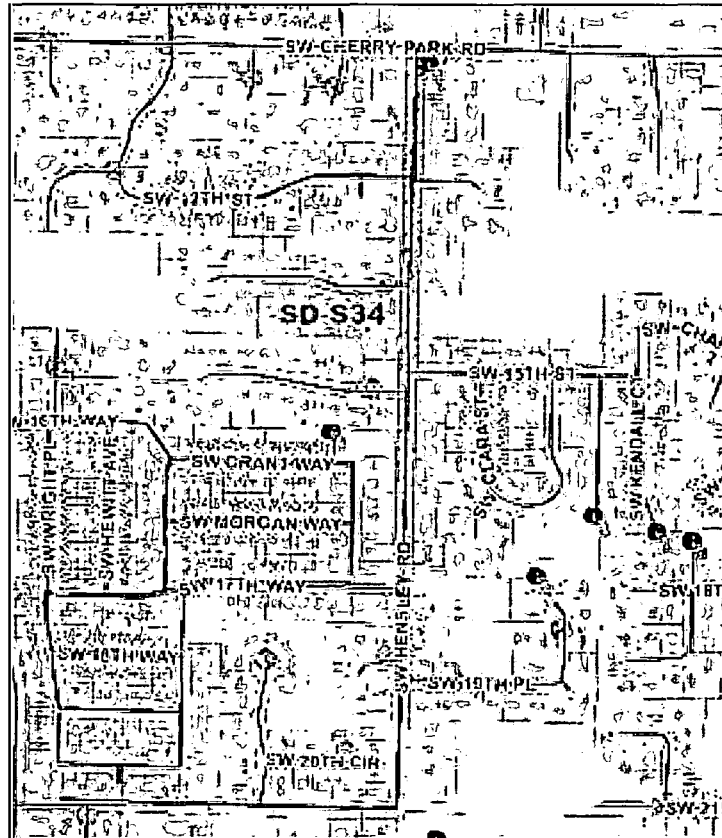 SW CHERRY PARK RD
SW 12TH ST
SD-S34
SW-CHA
SW 15TH ST
16TH WAY
SW GRANT WAY
SW WRIGHT PL
SW HEWITT AVE
SW CLARA ST
SW KENDALL CT
SW MORGAN WAY
SW HENSLEY RD
SW 17TH WAY
SW 18T
SW 18TH WAY
SW 19TH PL
SW 20TH CIR
SW 21